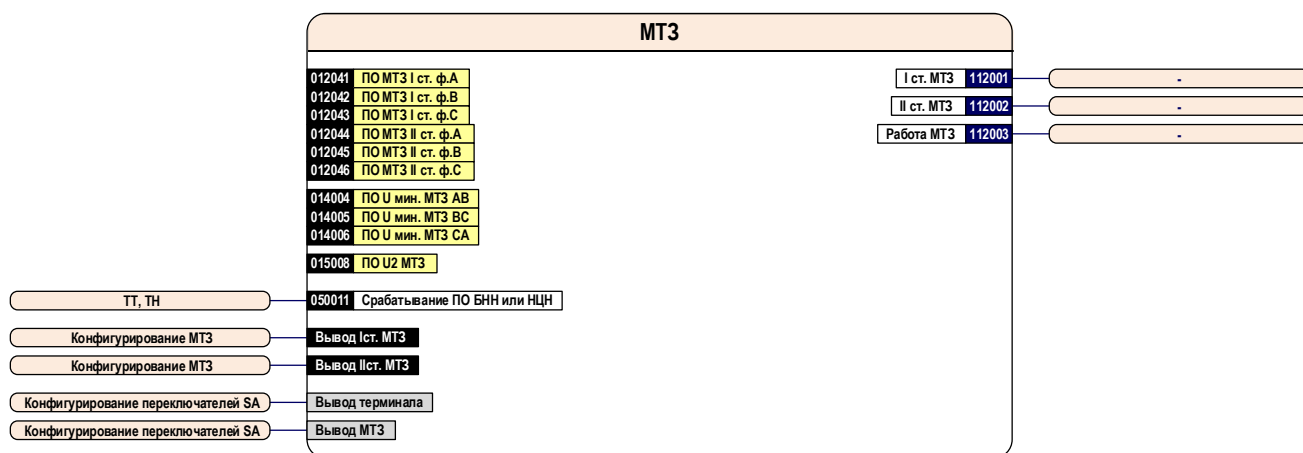 МТЗ
012041 ПО МТЗ I ст. ф.А
012042 ПО МТЗ I ст. ф.В
012043 ПО МТЗ I ст. ф.С
012044 ПО МТЗ II ст. ф.А
012045 ПО МТЗ II ст. ф.В
012046 ПО МТЗ II ст. ф.С
014004 ПО U мин. МТЗ АВ
014005 ПО U мин. МТЗ ВС
014006 ПО U мин. МТЗ СА
015008 ПО U2 МТЗ
ТТ, ТН 050011 Срабатывание ПО БНН или НЦН
Конфигурирование МТЗ Вывод Iст. МТЗ
Конфигурирование МТЗ Вывод IIст. МТЗ
Конфигурирование переключателей SA Вывод терминала
Конфигурирование переключателей SA Вывод МТЗ
I ст. МТЗ 112001 -
II ст. МТЗ 112002 -
Работа МТЗ 112003 -